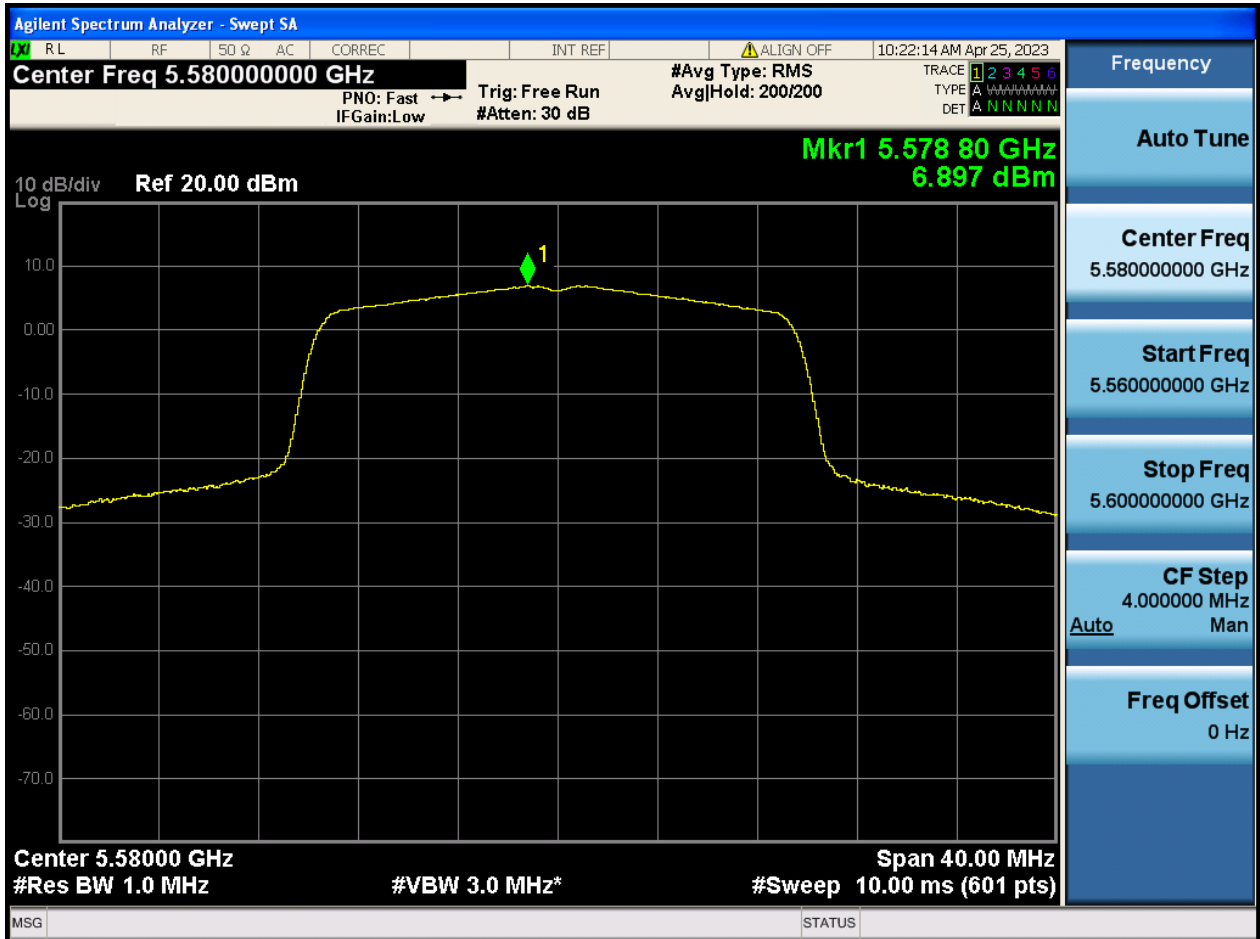 Agilent Spectrum Analyzer - Swept SA
LXI RL RF 50 Ω AC CORREC INT REF ALIGN OFF 10:22:14 AM Apr 25, 2023
Center Freq 5.580000000 GHz
PNO: Fast
IFGain:Low
Trig: Free Run
#Atten: 30 dB
#Avg Type: RMS
Avg|Hold: 200/200
TRACE 1 2 3 4 5 6
TYPE A WWWWW
DET A N N N N N
Mkr1 5.578 80 GHz
6.897 dBm
10 dB/div Ref 20.00 dBm
Log
1
10.0
0.00
-10.0
-20.0
-30.0
-40.0
-50.0
-60.0
-70.0
Center 5.58000 GHz Span 40.00 MHz
#Res BW 1.0 MHz #VBW 3.0 MHz* #Sweep 10.00 ms (601 pts)
MSG STATUS
Frequency
Auto Tune
Center Freq
5.580000000 GHz
Start Freq
5.560000000 GHz
Stop Freq
5.600000000 GHz
CF Step
4.000000 MHz
Auto Man
Freq Offset
0 Hz